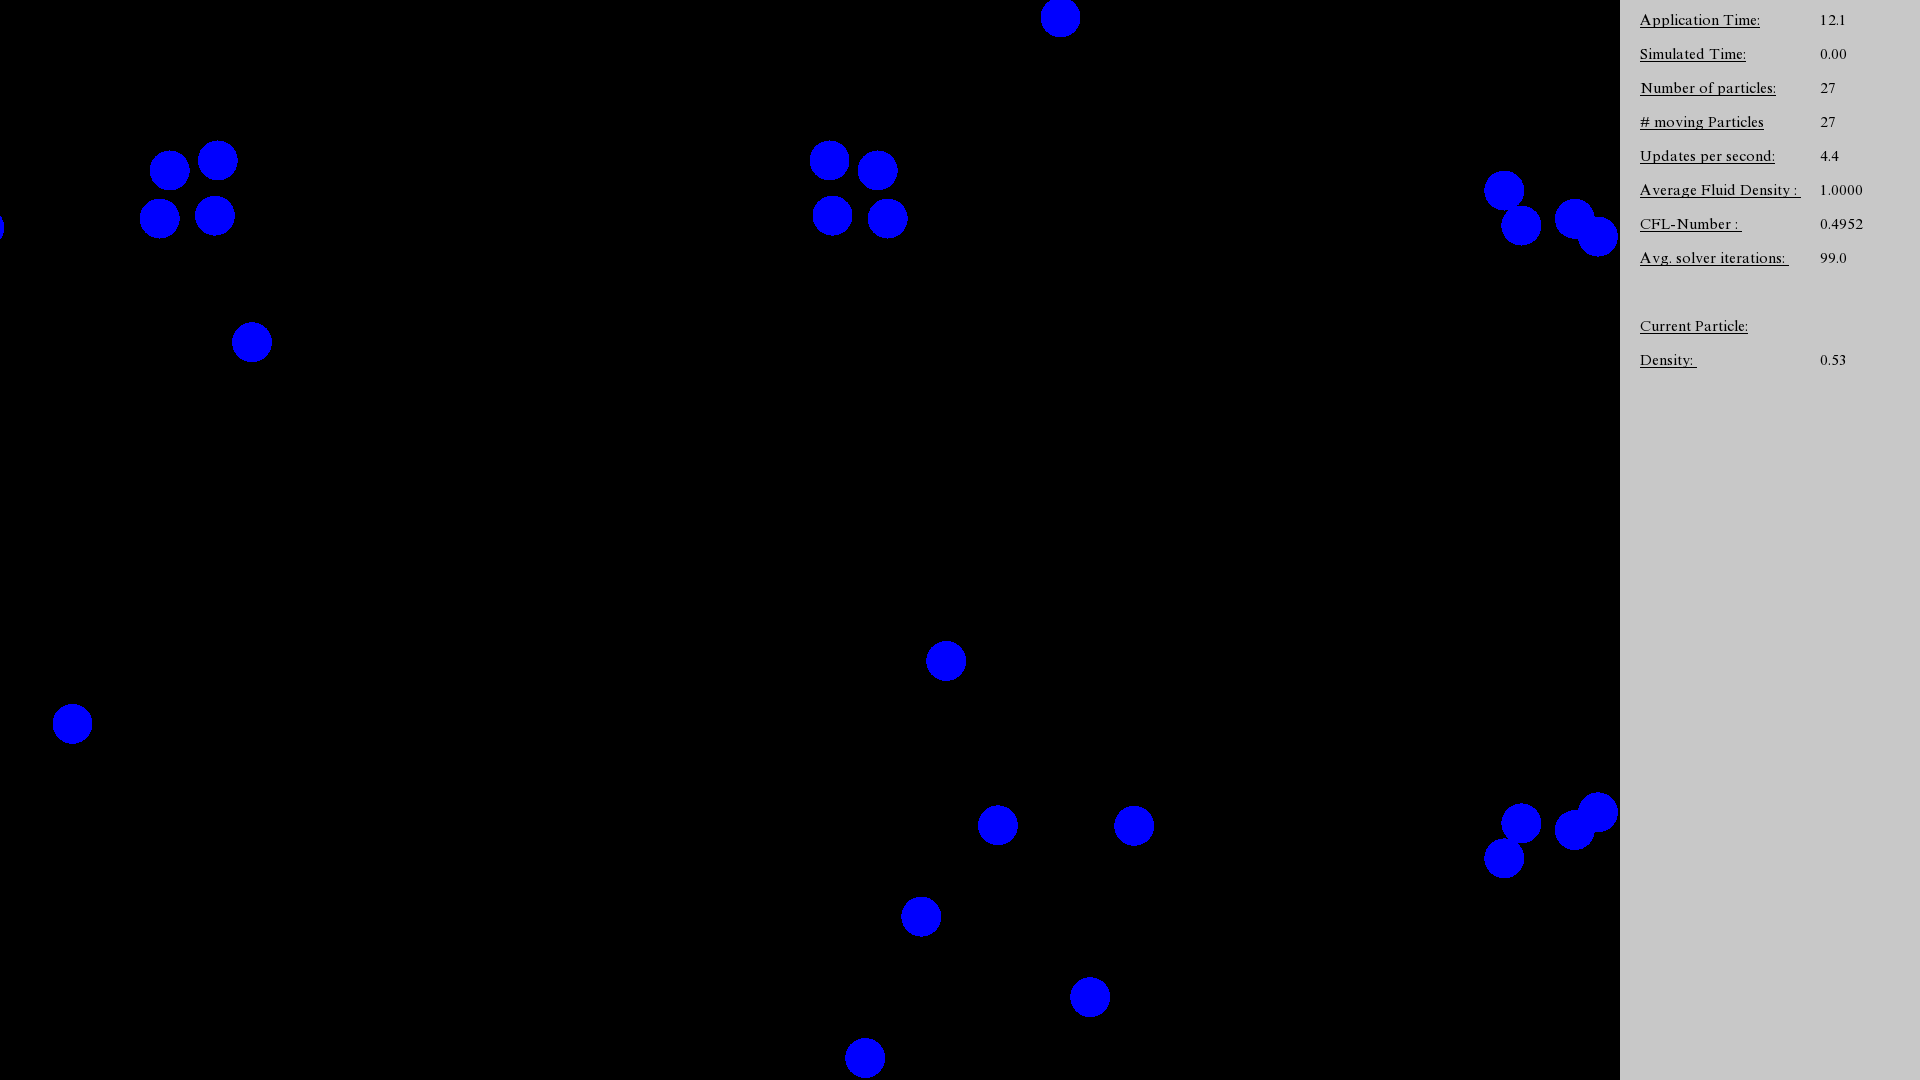 Application Time: 12.1
Simulated Time: 0.00
Number of particles: 27
# moving Particles 27
Updates per second: 4.4
Average Fluid Density : 1.0000
CFL-Number : 0.4952
Avg. solver iterations: 99.0
Current Particle:
Density: 0.53